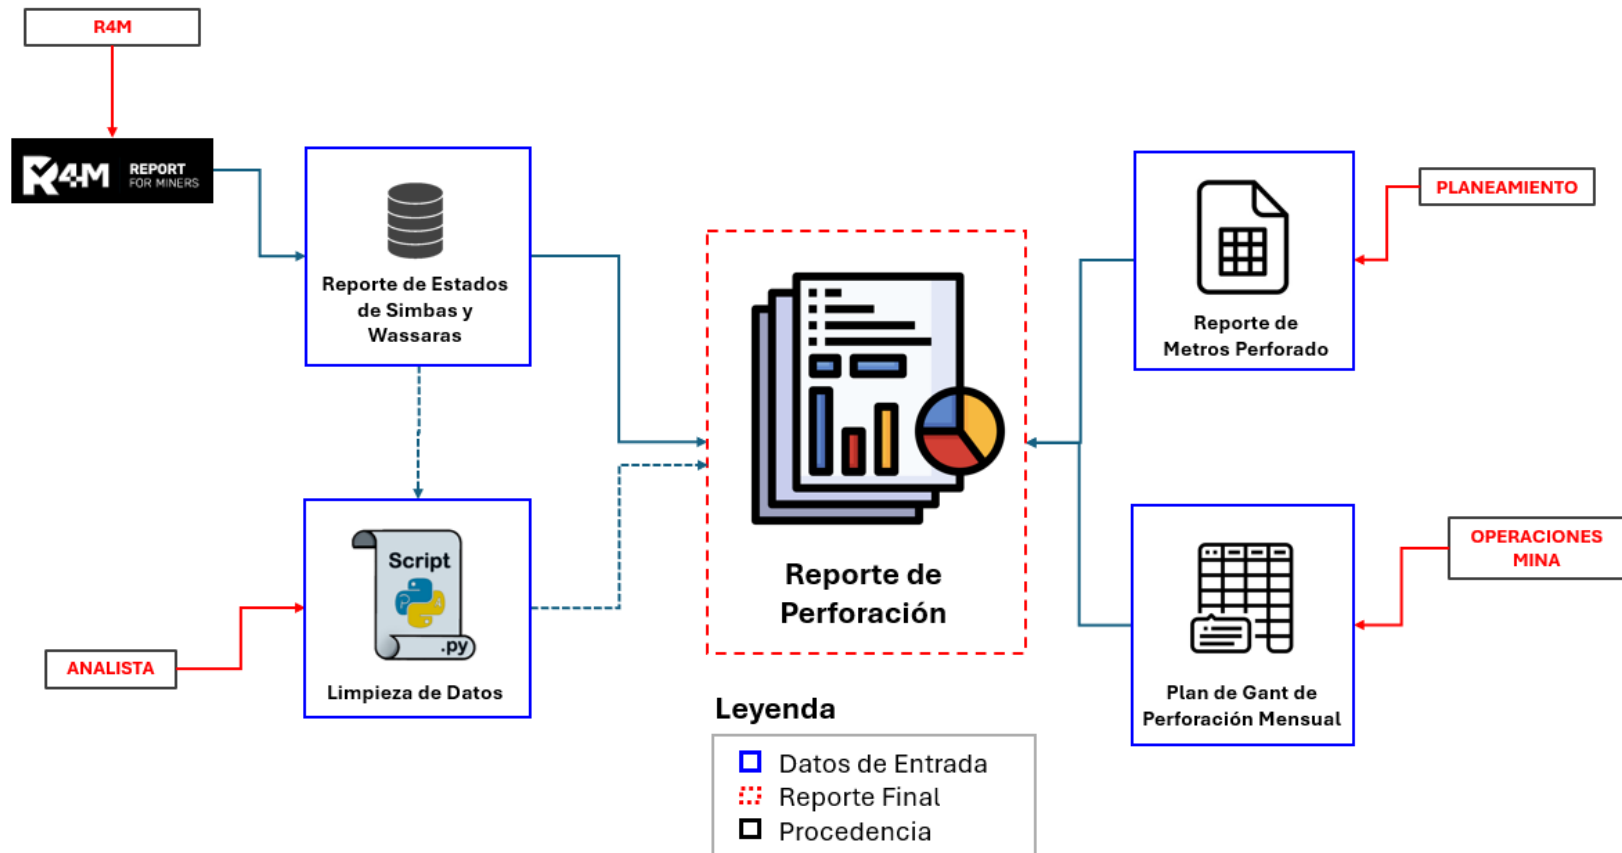 R4M
R4M REPORT
FOR MINERS
Reporte de Estados
de Simbas y
Wassaras
Script
.py
Limpieza de Datos
ANALISTA
Reporte de
Perforación
Reporte de
Metros Perforado
PLANEAMIENTO
Plan de Gant de
Perforación Mensual
OPERACIONES
MINA
Leyenda
Datos de Entrada
Reporte Final
Procedencia